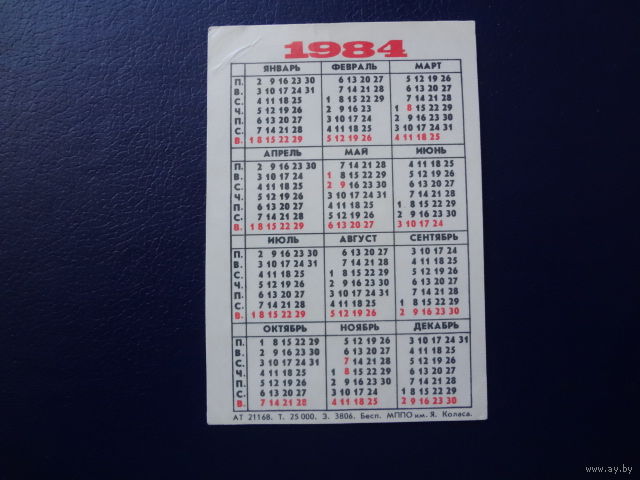 1984
ЯНВАРЬ ФЕВРАЛЬ МАРТ
П. 2 9 16 23 30 6 13 20 27 5 12 19 26
В. 3 10 17 24 31 7 14 21 28 6 13 20 27
С. 4 11 18 25 1 8 15 22 29 7 14 21 28
Ч. 5 12 19 26 2 9 16 23 1 8 15 22 29
П. 6 13 20 27 3 10 17 24 2 9 16 23 30
С. 7 14 21 28 4 11 18 25 3 10 17 24 31
В. 1 8 15 22 29 5 12 19 26 4 11 18 25
АПРЕЛЬ МАЙ ИЮНЬ
П. 2 9 16 23 30 7 14 21 28 4 11 18 25
В. 3 10 17 24 1 8 15 22 29 5 12 19 26
С. 4 11 18 25 2 9 16 23 30 6 13 20 27
Ч. 5 12 19 26 3 10 17 24 31 7 14 21 28
П. 6 13 20 27 4 11 18 25 1 8 15 22 29
С. 7 14 21 28 5 12 19 26 2 9 16 23 30
В. 1 8 15 22 29 6 13 20 27 3 10 17 24
ИЮЛЬ АВГУСТ СЕНТЯБРЬ
П. 2 9 16 23 30 6 13 20 27 3 10 17 24
В. 3 10 17 24 31 7 14 21 28 4 11 18 25
С. 4 11 18 25 1 8 15 22 29 5 12 19 26
Ч. 5 12 19 26 2 9 16 23 30 6 13 20 27
П. 6 13 20 27 3 10 17 24 31 7 14 21 28
С. 7 14 21 28 4 11 18 25 1 8 15 22 29
В. 1 8 15 22 29 5 12 19 26 2 9 16 23 30
ОКТЯБРЬ НОЯБРЬ ДЕКАБРЬ
П. 1 8 15 22 29 5 12 19 26 3 10 17 24 31
В. 2 9 16 23 30 6 13 20 27 4 11 18 25
С. 3 10 17 24 31 7 14 21 28 5 12 19 26
Ч. 4 11 18 25 1 8 15 22 29 6 13 20 27
П. 5 12 19 26 2 9 16 23 30 7 14 21 28
С. 6 13 20 27 3 10 17 24 1 8 15 22 29
В. 7 14 21 28 4 11 18 25 2 9 16 23 30
АТ 21168. Т. 25 000. З. 3806. Бесп. МППО им. Я. Коласа.
www.ay.by